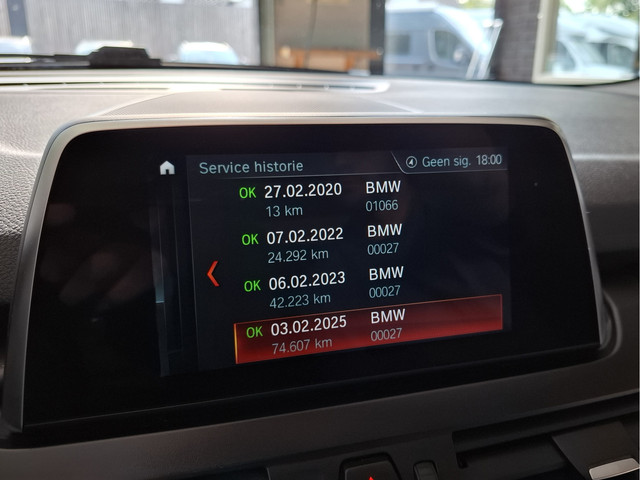 Service historie
④ Geen sig. 18:00
OK 27.02.2020 BMW
13 km 01066
OK 07.02.2022 BMW
24.292 km 00027
OK 06.02.2023 BMW
42.223 km 00027
OK 03.02.2025 BMW
74.607 km 00027